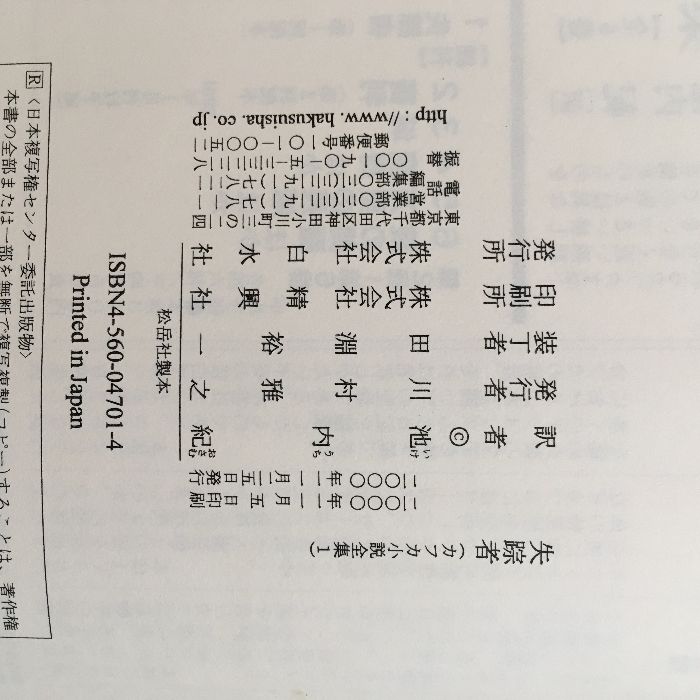 失踪者(カフカ小説全集1)
二〇〇〇年一一月 五日印刷
二〇〇〇年一一月二五日発行
訳者 © 池内紀
いけ うち おさむ
発行者 川村雅之
装丁者 田淵裕一
印刷所 株式会社 精興社
発行所 株式会社 白水社
東京都千代田区神田小川町三の二四
電話 営業部〇三(三二九一)七八一一
編集部〇三(三二九一)七八二一
振替 〇〇一九〇-五-三三二二八
郵便番号 一〇一-〇〇五二
http://www.hakusuisha.co.jp
松岳社製本
ISBN4-560-04701-4
Printed in Japan
R〈日本複写権センター委託出版物〉
本書の全部または一部を無断で複写複製(コピー)することは、著作権